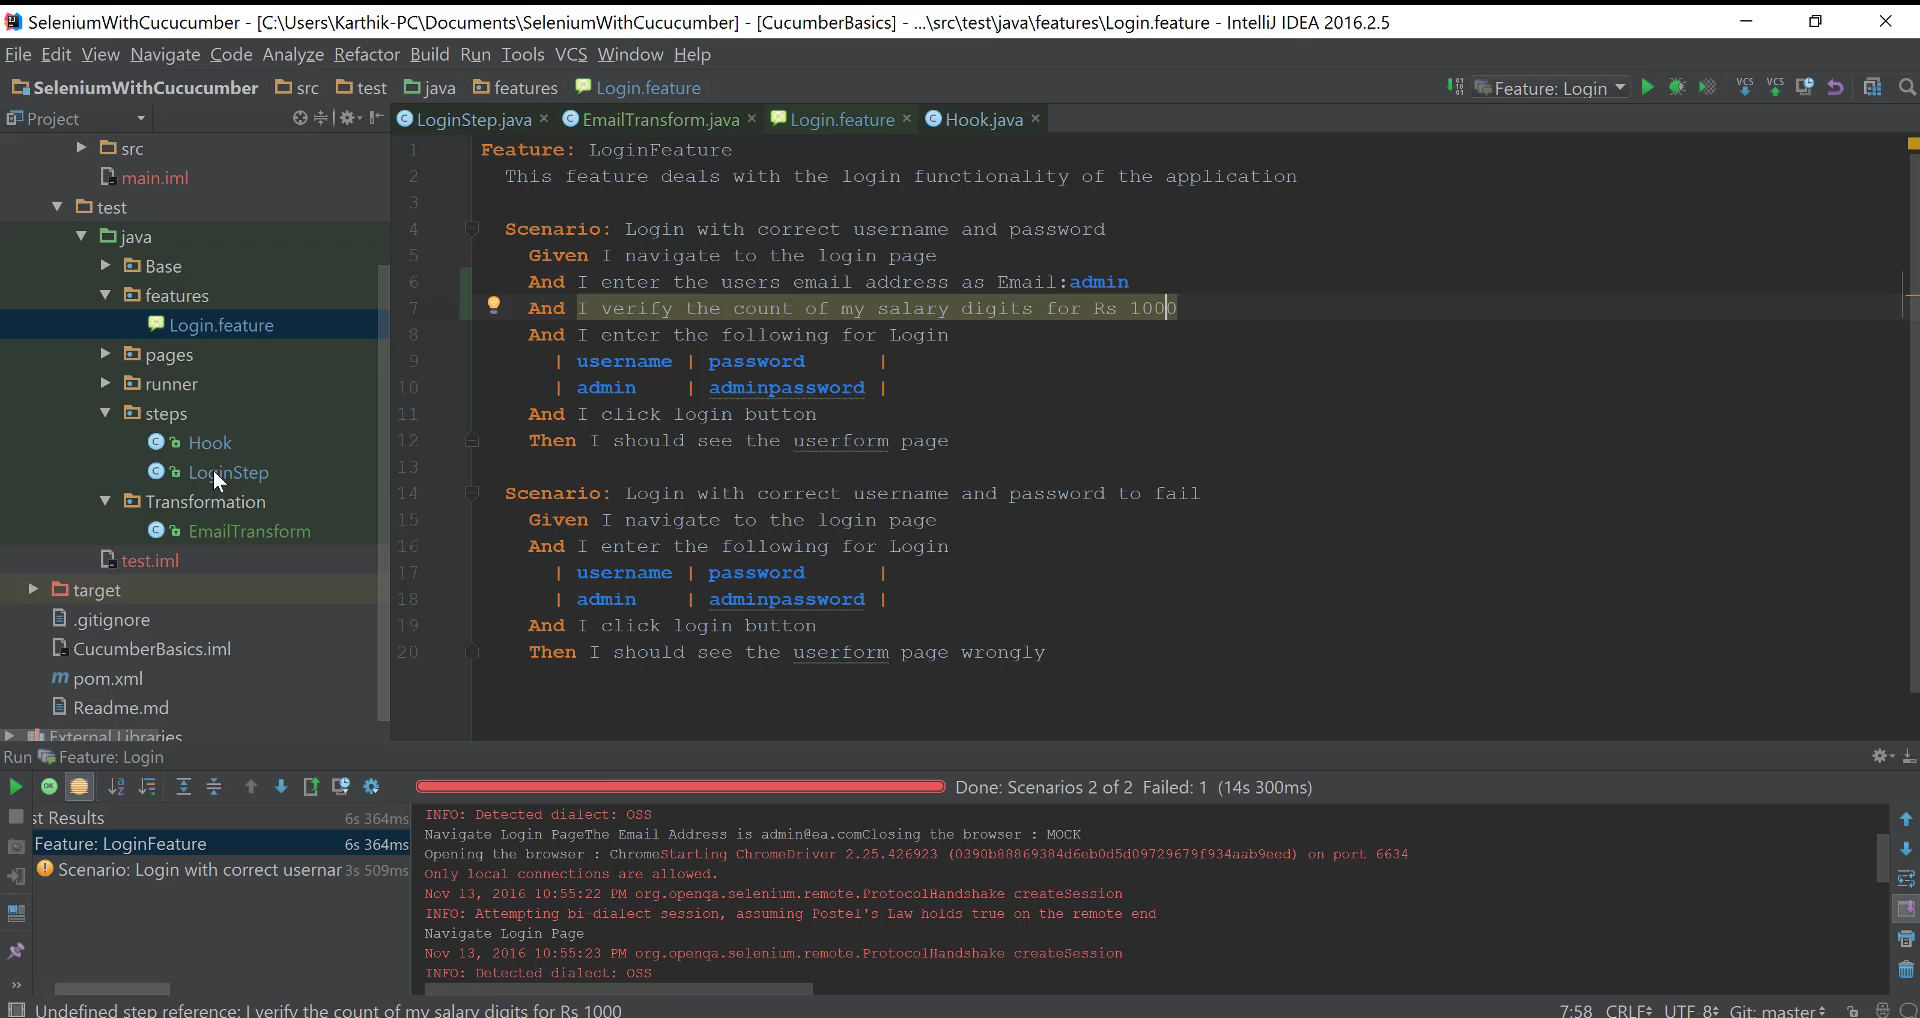 SeleniumWithCucucumber - [C:\Users\Karthik-PC\Documents\SeleniumWithCucucumber] - [CucumberBasics] - ...\src\test\java\features\Login.feature - IntelliJ IDEA 2016.2.5
File Edit View Navigate Code Analyze Refactor Build Run Tools VCS Window Help
SeleniumWithCucucumber src test java features Login.feature
Feature: Login
VCS VCS
Project
LoginStep.java EmailTransform.java Login.feature Hook.java
src
main.iml
test
java
Base
features
Login.feature
pages
runner
steps
Hook
LoginStep
Transformation
EmailTransform
test.iml
target
.gitignore
CucumberBasics.iml
pom.xml
Readme.md
External Libraries
1 Feature: LoginFeature
2 This feature deals with the login functionality of the application
3
4 Scenario: Login with correct username and password
5 Given I navigate to the login page
6 And I enter the users email address as Email:admin
7 And I verify the count of my salary digits for Rs 1000
8 And I enter the following for Login
9 | username | password |
10 | admin | adminpassword |
11 And I click login button
12 Then I should see the userform page
13
14 Scenario: Login with correct username and password to fail
15 Given I navigate to the login page
16 And I enter the following for Login
17 | username | password |
18 | admin | adminpassword |
19 And I click login button
20 Then I should see the userform page wrongly
Run Feature: Login
Done: Scenarios 2 of 2 Failed: 1 (14s 300ms)
st Results 6s 364ms
Feature: LoginFeature 6s 364ms
Scenario: Login with correct usernar 3s 509ms
INFO: Detected dialect: OSS
Navigate Login PageThe Email Address is admin@ea.comClosing the browser : MOCK
Opening the browser : ChromeStarting ChromeDriver 2.25.426923 (0390b88869384d6eb0d5d09729679f934aab9eed) on port 6634
Only local connections are allowed.
Nov 13, 2016 10:55:22 PM org.openqa.selenium.remote.ProtocolHandshake createSession
INFO: Attempting bi-dialect session, assuming Postel's Law holds true on the remote end
Navigate Login Page
Nov 13, 2016 10:55:23 PM org.openqa.selenium.remote.ProtocolHandshake createSession
INFO: Detected dialect: OSS
Undefined step reference: I verify the count of my salary digits for Rs 1000
7:58 CRLF UTF-8 Git: master